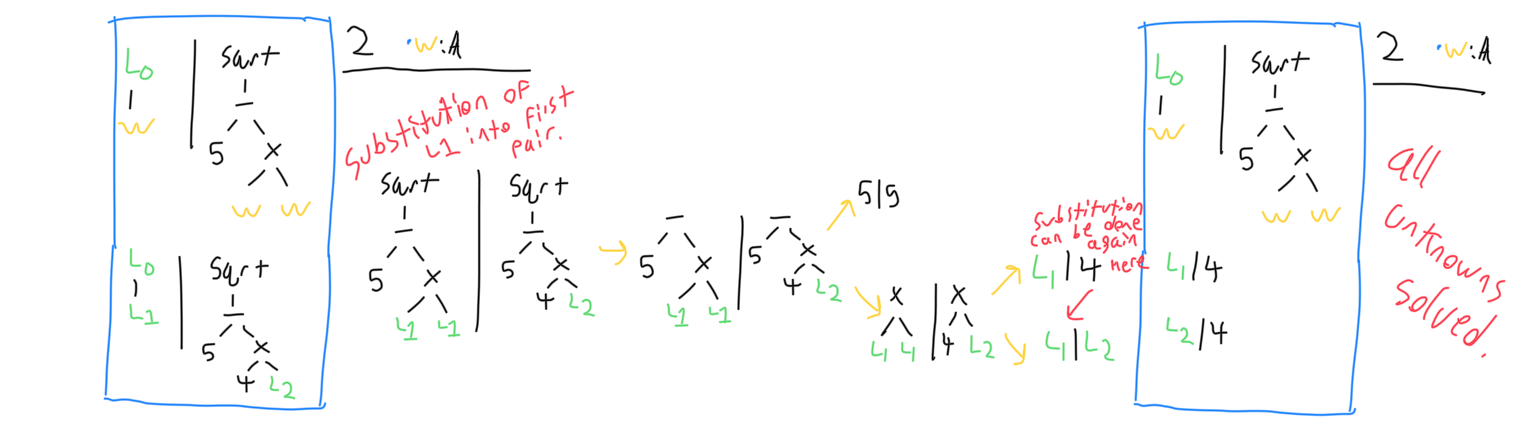 L0 | sqrt
|
w
—
5 x
w w
L0 | sqrt
|
L1
—
5 x
4 L2
2 •w:A
substitution of
L1 into first
pair.
sqrt | sqrt
— —
5 x 5 x
L1 L1 4 L2
— | —
5 x 5 x
L1 L1 4 L2
5|5
x | x
L1 L1 4 L2
substitution
can be done
again
here
L1|4
L1|L2
L0 | sqrt
|
w
—
5 x
w w
L1|4
L2|4
2 •w:A
all
unknowns
solved.